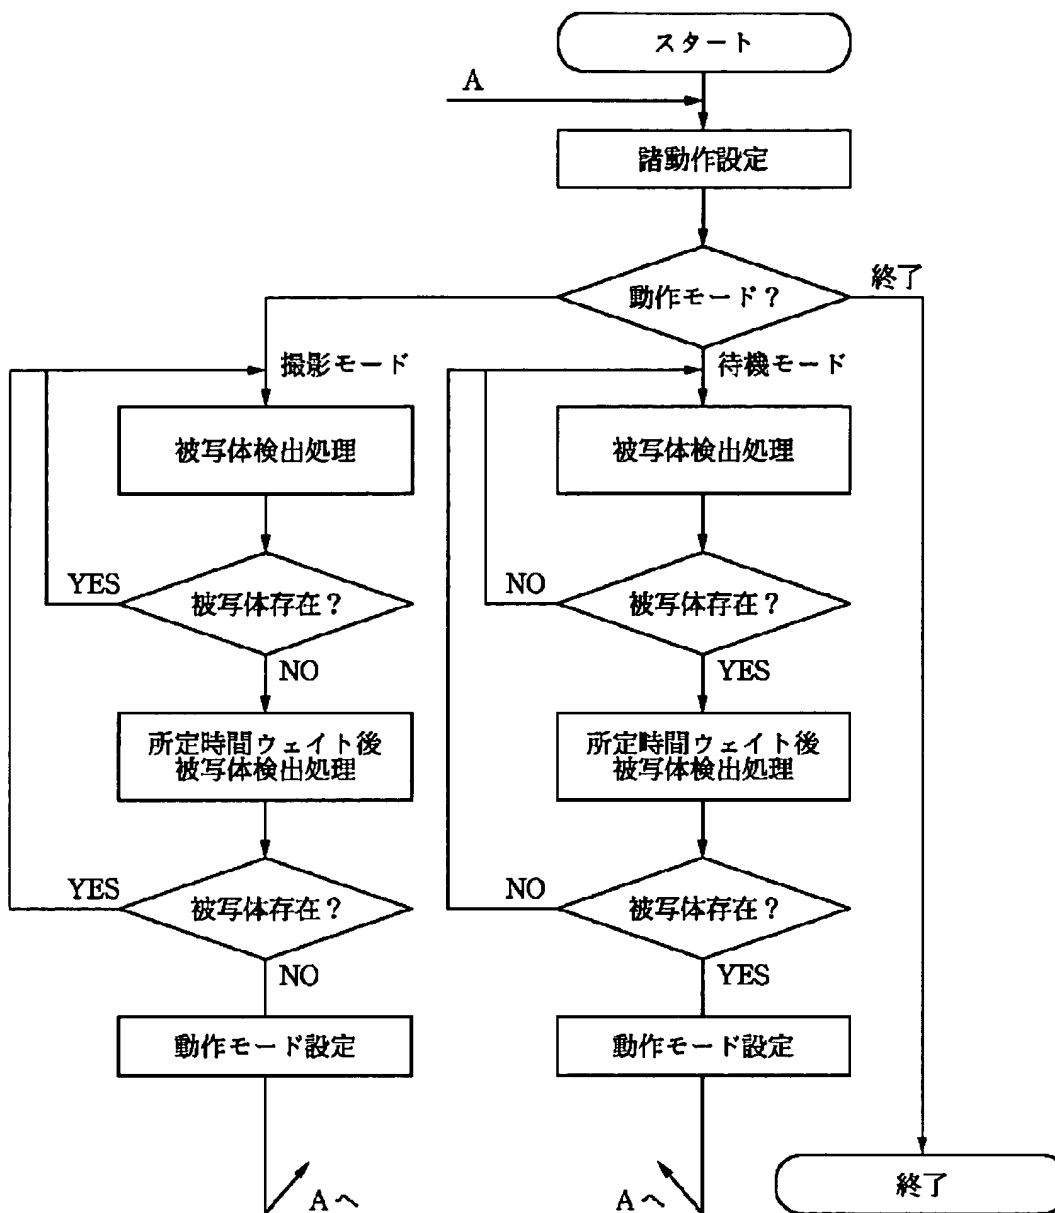 スタート
A
諸動作設定
動作モード？
終了
撮影モード
待機モード
被写体検出処理
被写体検出処理
YES
被写体存在？
NO
被写体存在？
NO
YES
所定時間ウェイト後
被写体検出処理
所定時間ウェイト後
被写体検出処理
YES
被写体存在？
NO
被写体存在？
NO
YES
動作モード設定
動作モード設定
Aへ
Aへ
終了